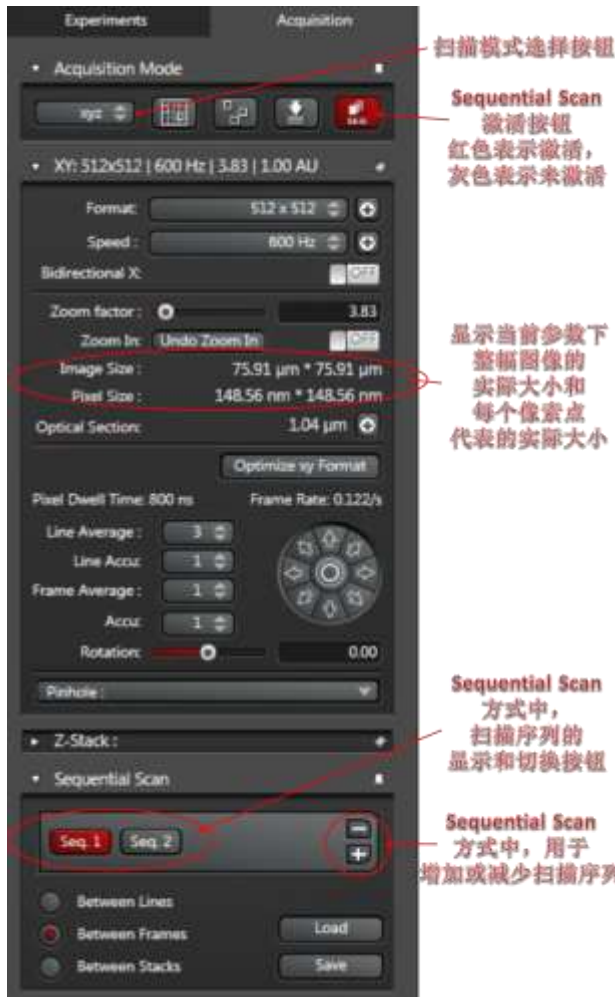 Experiments Acquisition
Acquisition Mode
xyz
扫描模式选择按钮
Sequential Scan
激活按钮
红色表示激活，
灰色表示未激活
XY: 512x512 | 600 Hz | 3.83 | 1.00 AU
Format: 512 x 512
Speed : 600 Hz
Bidirectional X: OFF
Zoom factor : 3.83
Zoom In: Undo Zoom In OFF
Image Size : 75.91 µm * 75.91 µm
Pixel Size : 148.56 nm * 148.56 nm
显示当前参数下
整幅图像的
实际大小和
每个像素点
代表的实际大小
Optical Section: 1.04 µm
Optimize xy Format
Pixel Dwell Time: 800 ns Frame Rate: 0.122/s
Line Average : 3
Line Accu: 1
Frame Average : 1
Accu: 1
Rotation: 0.00
Pinhole :
Z-Stack :
Sequential Scan
方式中，
扫描序列的
显示和切换按钮
Sequential Scan
Seq. 1 Seq. 2
Sequential Scan
方式中，用于
增加或减少扫描序列
Between Lines
Between Frames Load
Between Stacks Save